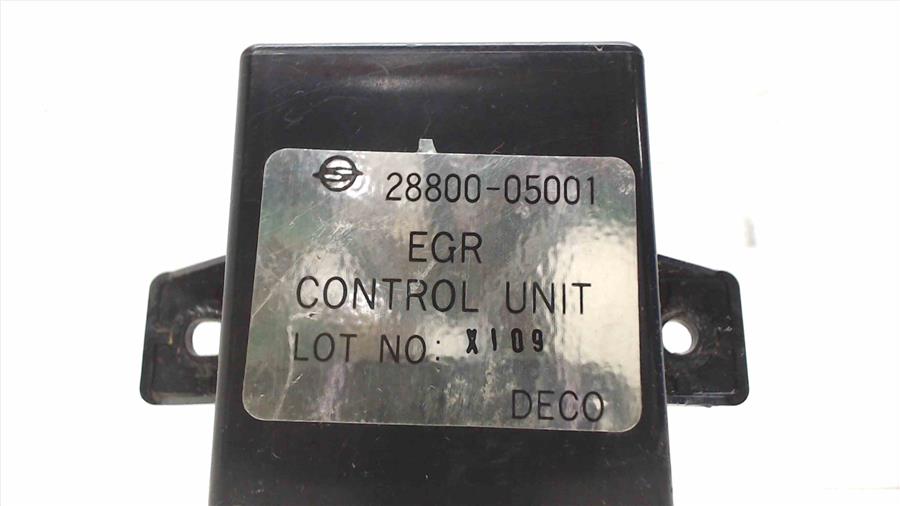 28800-05001
EGR
CONTROL UNIT
LOT NO: X109
DECO